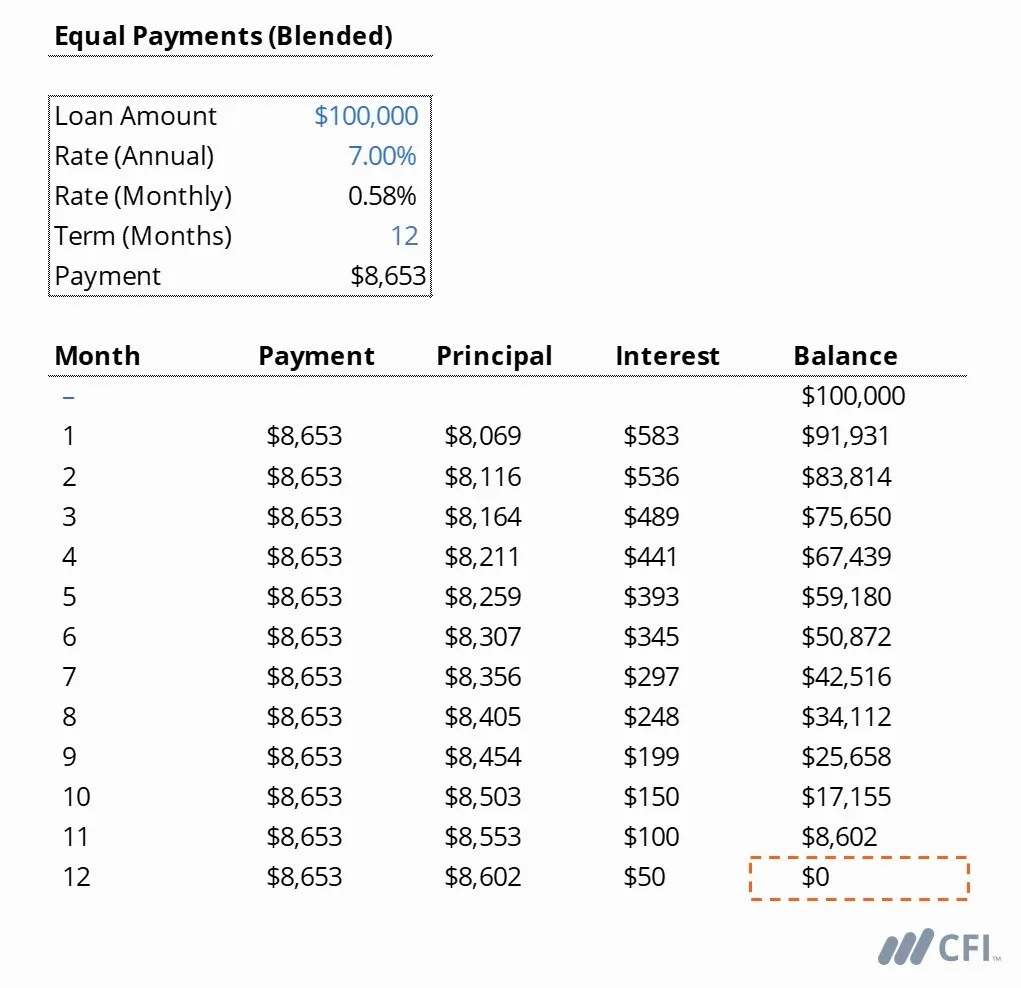 Equal Payments (Blended)
Loan Amount $100,000
Rate (Annual) 7.00%
Rate (Monthly) 0.58%
Term (Months) 12
Payment $8,653
Month Payment Principal Interest Balance
– $100,000
1 $8,653 $8,069 $583 $91,931
2 $8,653 $8,116 $536 $83,814
3 $8,653 $8,164 $489 $75,650
4 $8,653 $8,211 $441 $67,439
5 $8,653 $8,259 $393 $59,180
6 $8,653 $8,307 $345 $50,872
7 $8,653 $8,356 $297 $42,516
8 $8,653 $8,405 $248 $34,112
9 $8,653 $8,454 $199 $25,658
10 $8,653 $8,503 $150 $17,155
11 $8,653 $8,553 $100 $8,602
12 $8,653 $8,602 $50 $0
CFI™